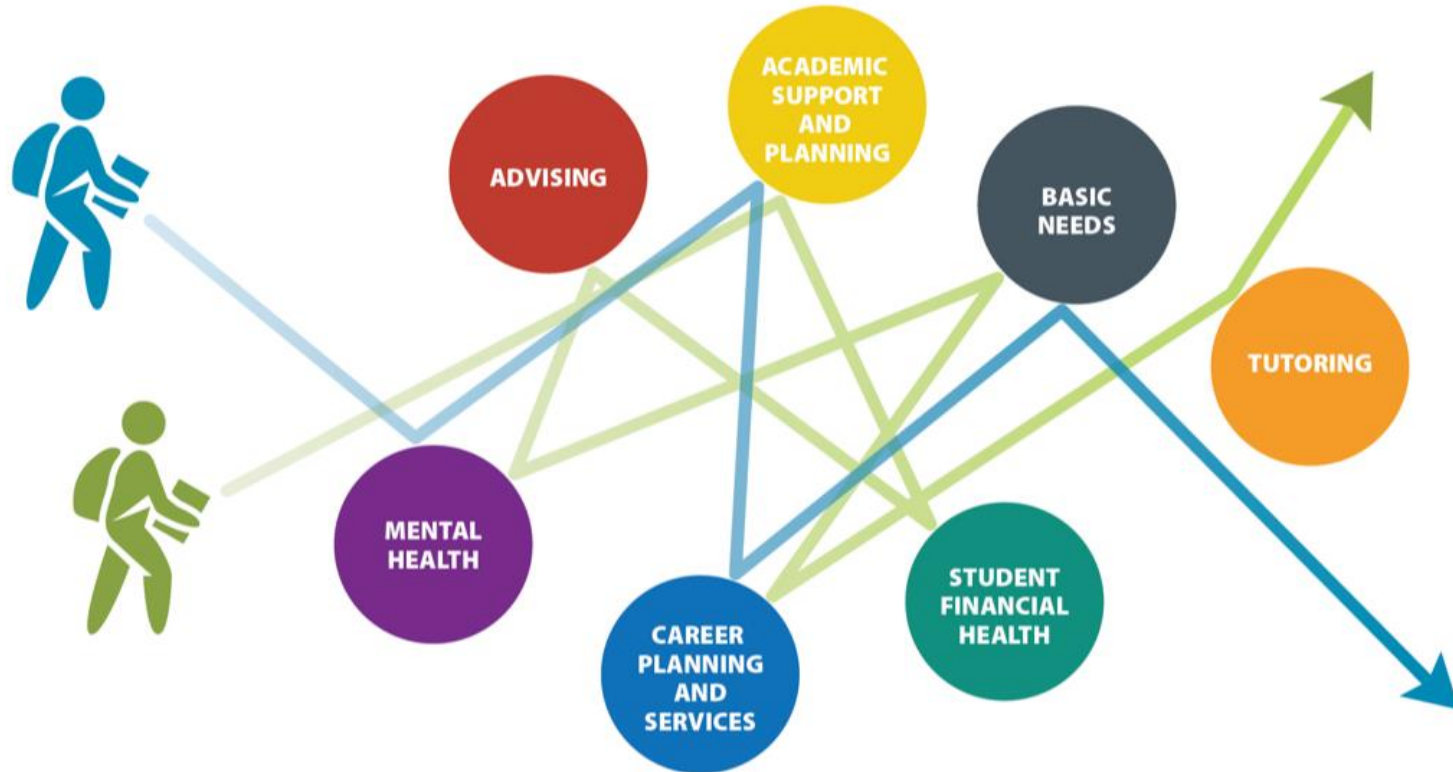 ADVISING
ACADEMIC
SUPPORT
AND
PLANNING
BASIC
NEEDS
TUTORING
MENTAL
HEALTH
CAREER
PLANNING
AND
SERVICES
STUDENT
FINANCIAL
HEALTH